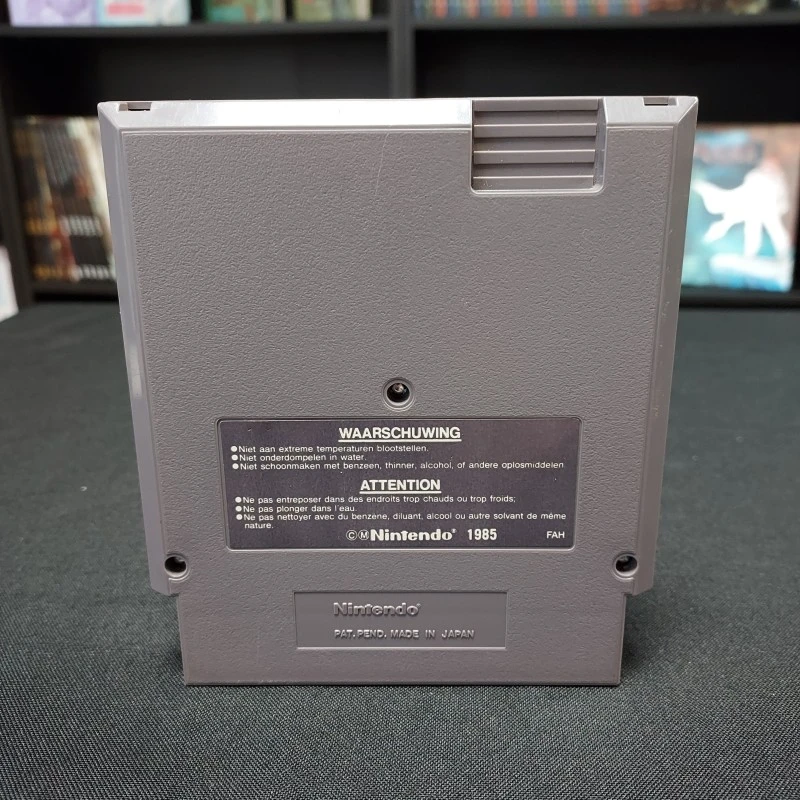 WAARSCHUWING
●Niet aan extreme temperaturen blootstellen.
●Niet onderdompelen in water.
●Niet schoonmaken met benzeen, thinner, alcohol, of andere oplosmiddelen
ATTENTION
●Ne pas entreposer dans des endroits trop chauds ou trop froids;
●Ne pas plonger dans l'eau.
●Ne pas nettoyer avec du benzene, diluant, alcool ou autre solvant de même
nature.
ⒸⓂNintendo® 1985 FAH
Nintendo®
PAT. PEND. MADE IN JAPAN